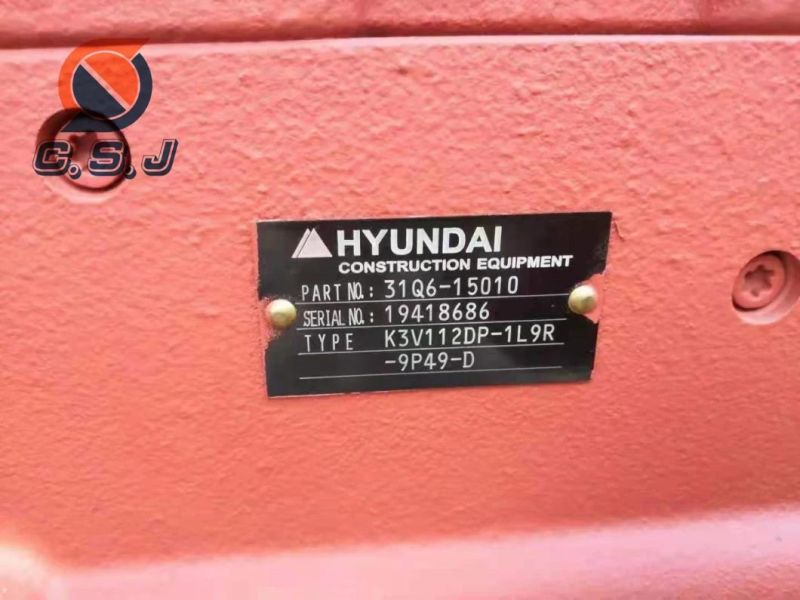 C.S.J
HYUNDAI
CONSTRUCTION EQUIPMENT
PART NO.: 31Q6-15010
SERIAL NO.: 19418686
TYPE K3V112DP-1L9R
-9P49-D